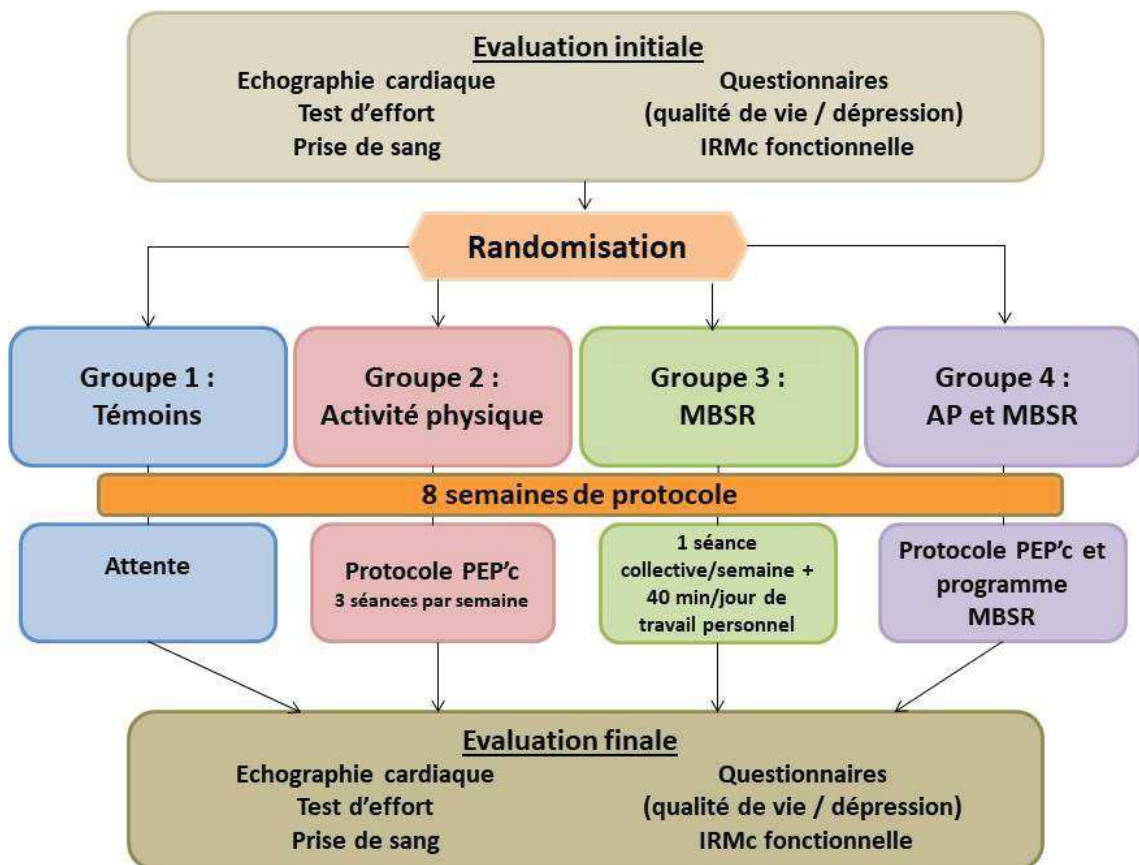 Evaluation initiale
Echographie cardiaque
Test d'effort
Prise de sang
Questionnaires
(qualité de vie / dépression)
IRMc fonctionnelle
Randomisation
Groupe 1 :
Témoins
Groupe 2 :
Activité physique
Groupe 3 :
MBSR
Groupe 4 :
AP et MBSR
8 semaines de protocole
Attente
Protocole PEP'c
3 séances par semaine
1 séance
collective/semaine +
40 min/jour de
travail personnel
Protocole PEP'c et
programme
MBSR
Evaluation finale
Echographie cardiaque
Test d'effort
Prise de sang
Questionnaires
(qualité de vie / dépression)
IRMc fonctionnelle